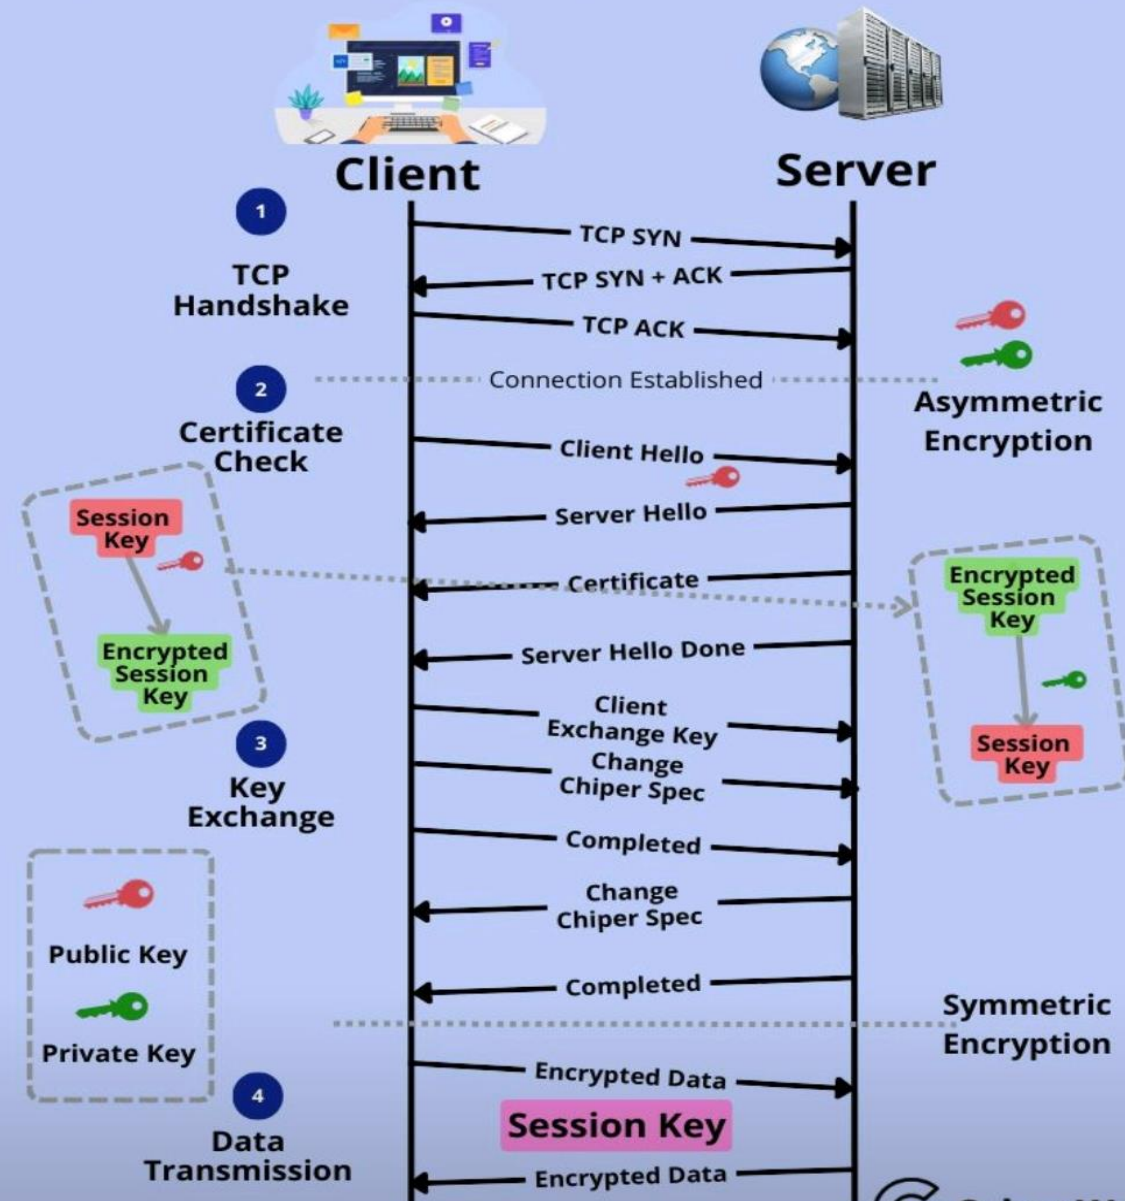 Client
Server
1
TCP
Handshake
TCP SYN
TCP SYN + ACK
TCP ACK
Connection Established
Asymmetric
Encryption
2
Certificate
Check
Client Hello
Server Hello
Certificate
Server Hello Done
Session
Key
Encrypted
Session
Key
Encrypted
Session
Key
Session
Key
3
Key
Exchange
Client
Exchange Key
Change
Chiper Spec
Completed
Change
Chiper Spec
Completed
Public Key
Private Key
Symmetric
Encryption
4
Data
Transmission
Encrypted Data
Session Key
Encrypted Data